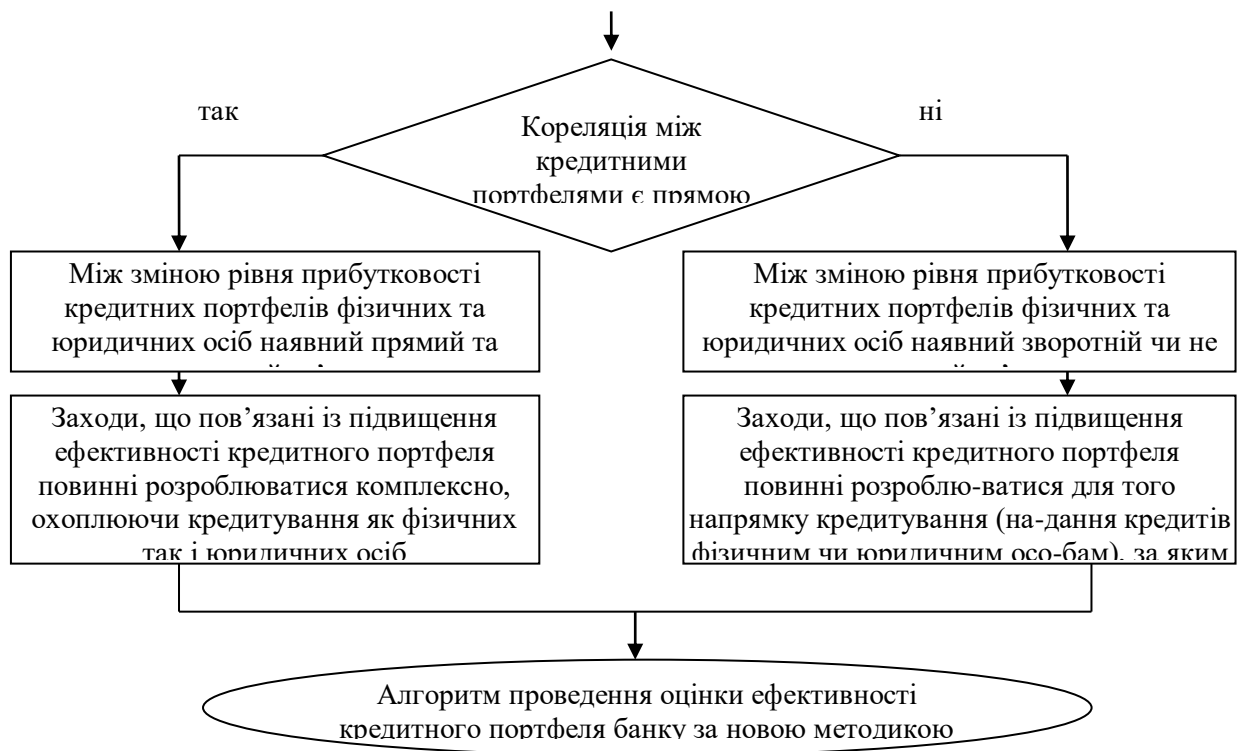 так
ні
Кореляція між
кредитними
портфелями є прямою
Між зміною рівня прибутковості
кредитних портфелів фізичних та
юридичних осіб наявний прямий та
Між зміною рівня прибутковості
кредитних портфелів фізичних та
юридичних осіб наявний зворотній чи не
Заходи, що пов’язані із підвищення
ефективності кредитного портфеля
повинні розроблюватися комплексно,
охоплюючи кредитування як фізичних
так і юридичних осіб
Заходи, що пов’язані із підвищення
ефективності кредитного портфеля
повинні розроблю-ватися для того
напрямку кредитування (на-дання кредитів
фізичним чи юридичним осо-бам), за яким
Алгоритм проведення оцінки ефективності
кредитного портфеля банку за новою методикою